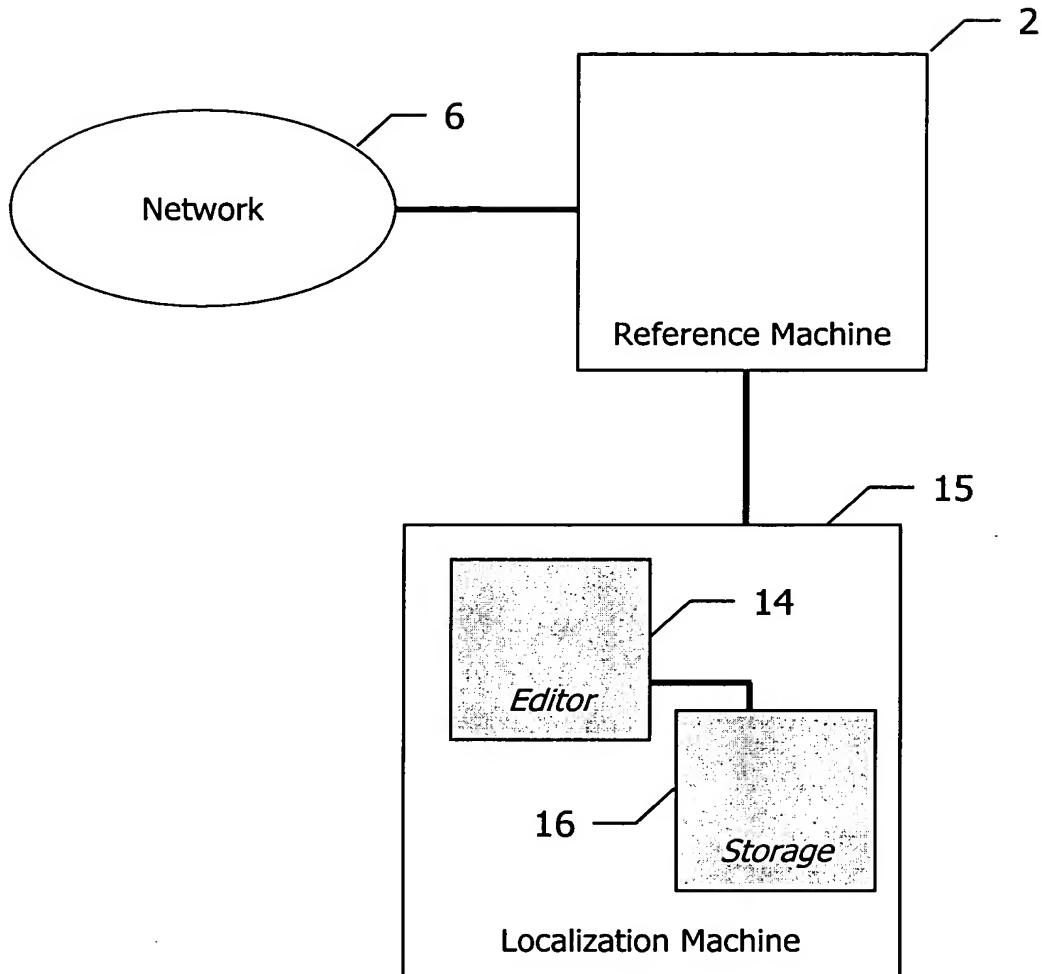 2
6
Network
Reference Machine
15
14
Editor
16
Storage
Localization Machine